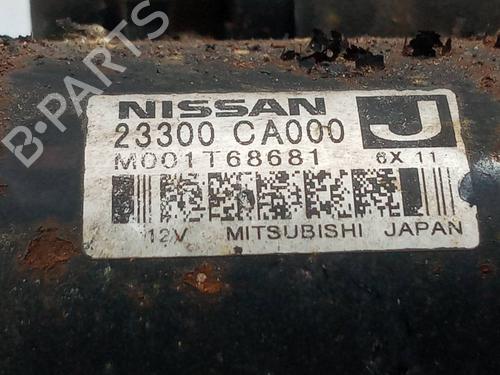 NISSAN
23300 CA000
J
M001T68681
6X 11
12V MITSUBISHI JAPAN
B-PARTS